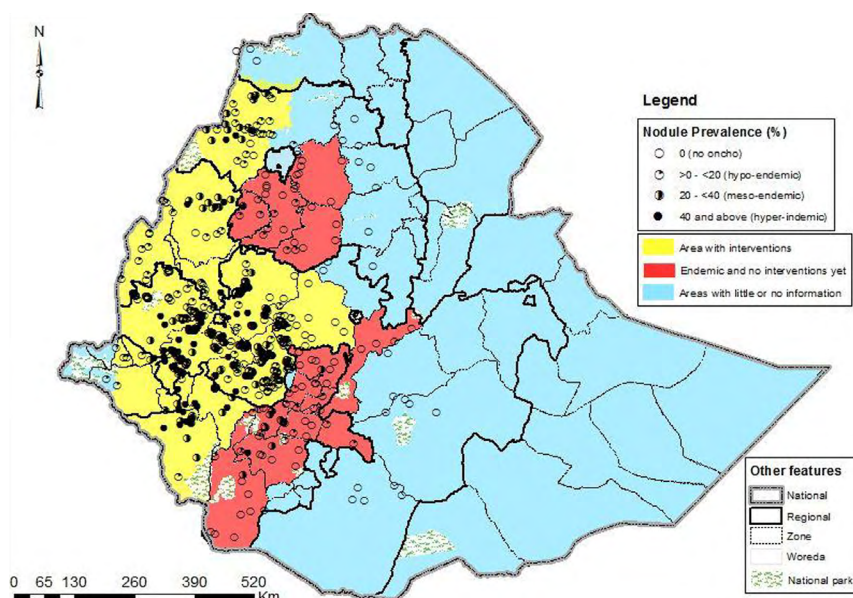 N
Legend
Nodule Prevalence (%)
0 (no oncho)
>0 - <20 (hypo-endemic)
20 - <40 (meso-endemic)
40 and above (hyper-indemic)
Area with interventions
Endemic and no interventions yet
Areas with little or no information
Other features
National
Regional
Zone
Woreda
National park
0 65 130 260 390 520
Km